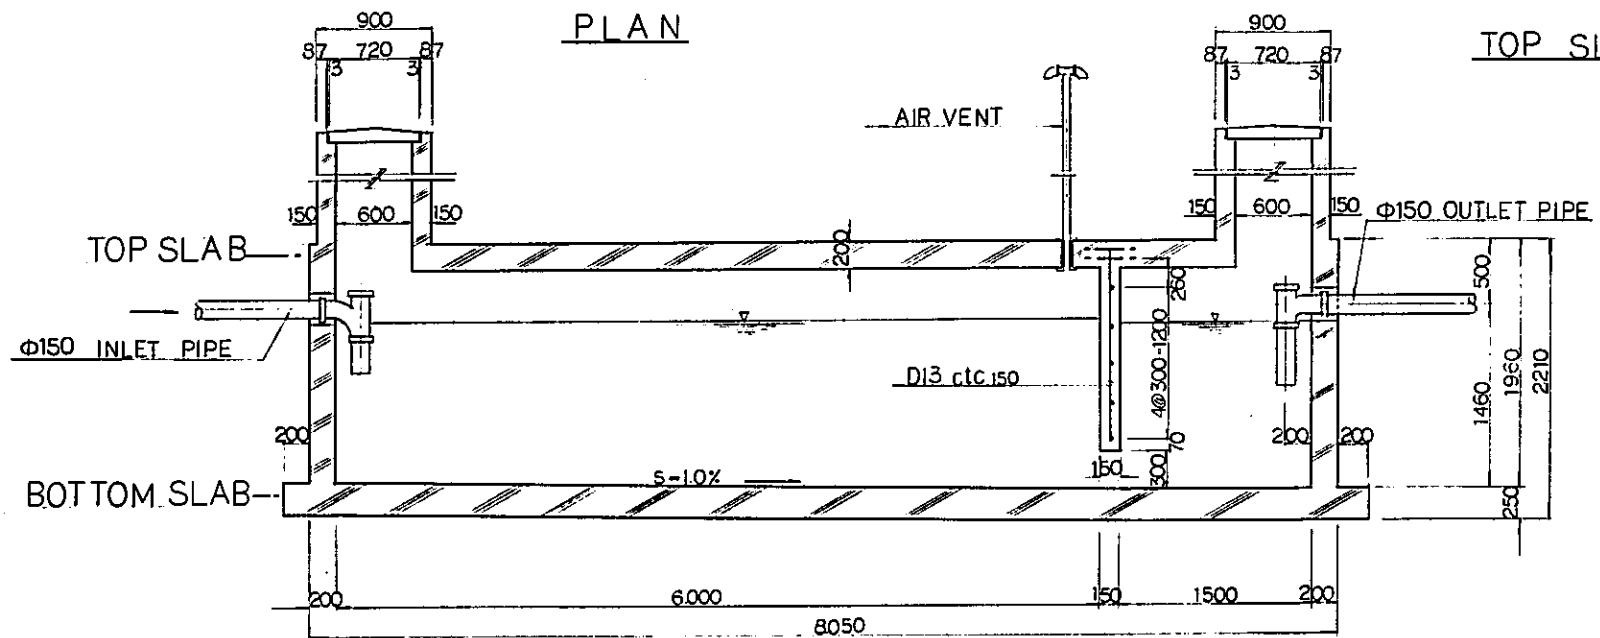 900
PLAN
900
TOP SL
87 720 87
87 720 87
3 3
3 3
AIR VENT
150 600 150
150 600 150
Φ150 OUTLET PIPE
TOP SLAB
200
260
500
Φ150 INLET PIPE
D13 ctc 150
4@300-1200
1460
1960
2210
200
70
200 200
BOTTOM SLAB
S=1.0%
150
300
250
200 6.000 150 1500 200
8050